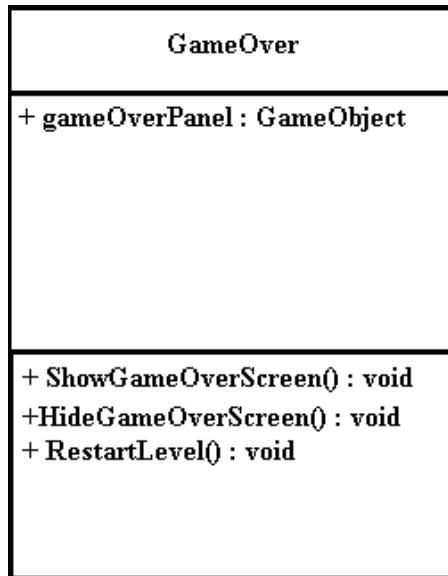 GameOver
+ gameOverPanel : GameObject
+ ShowGameOverScreen() : void
+HideGameOverScreen() : void
+ RestartLevel() : void